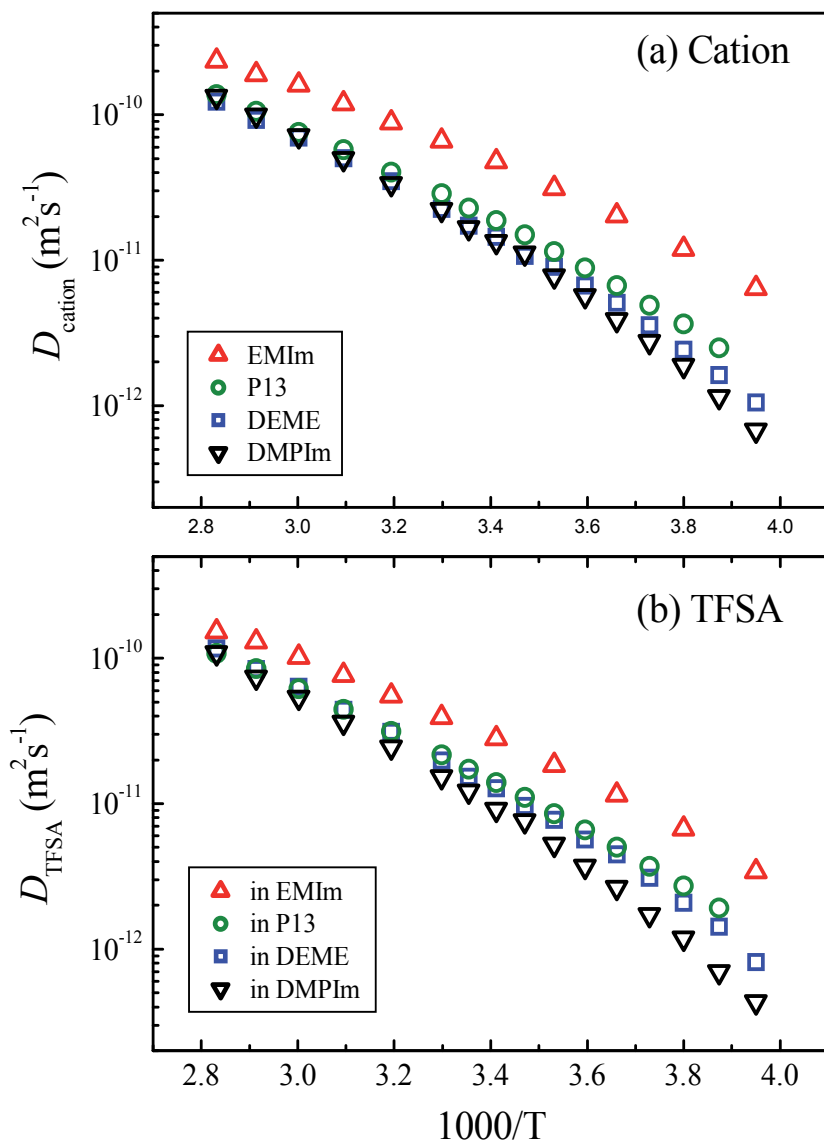 (a) Cation
D_cation (m²s⁻¹)
10⁻¹⁰
10⁻¹¹
10⁻¹²
EMIm
P13
DEME
DMPIm
2.8 3.0 3.2 3.4 3.6 3.8 4.0
(b) TFSA
D_TFSA (m²s⁻¹)
10⁻¹⁰
10⁻¹¹
10⁻¹²
in EMIm
in P13
in DEME
in DMPIm
2.8 3.0 3.2 3.4 3.6 3.8 4.0
1000/T